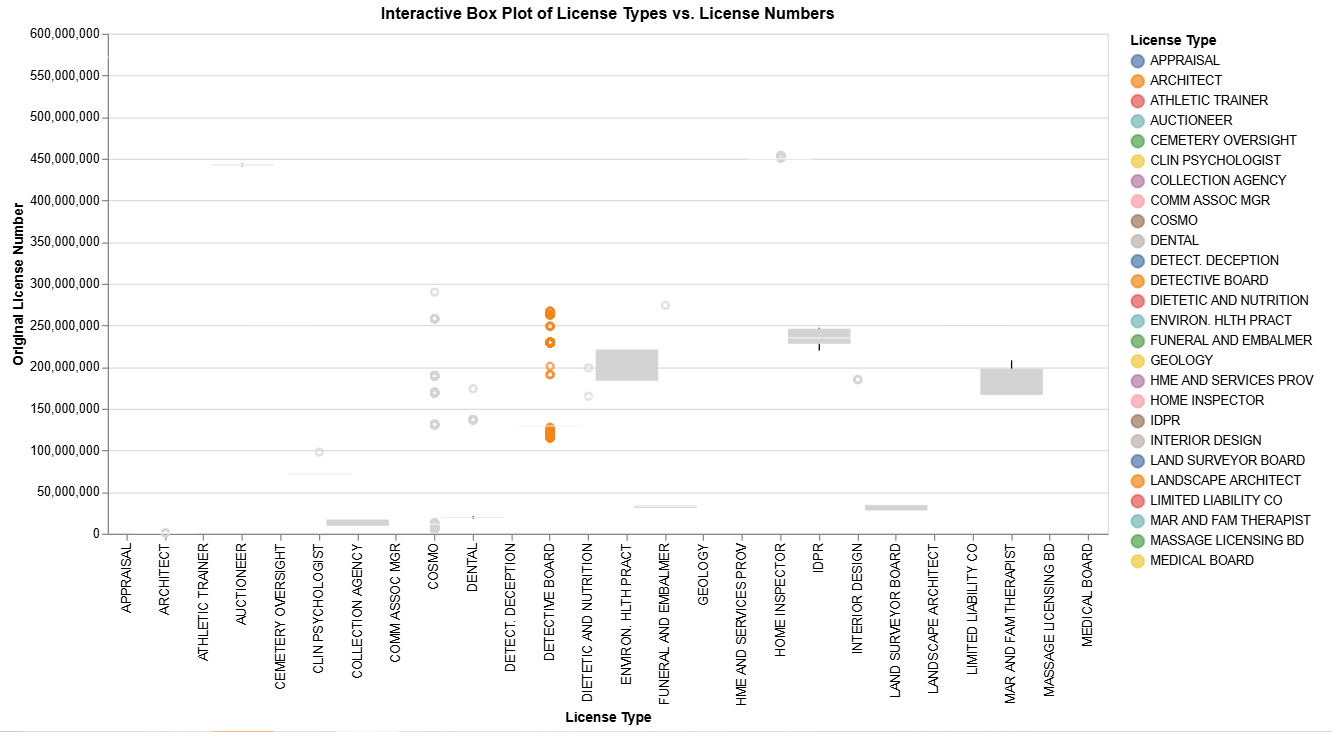 Interactive Box Plot of License Types vs. License Numbers
600,000,000
550,000,000
500,000,000
450,000,000
400,000,000
350,000,000
300,000,000
250,000,000
200,000,000
150,000,000
100,000,000
50,000,000
0
Original License Number
APPRAISAL
ARCHITECT
ATHLETIC TRAINER
AUCTIONEER
CEMETERY OVERSIGHT
CLIN PSYCHOLOGIST
COLLECTION AGENCY
COMM ASSOC MGR
COSMO
DENTAL
DETECT. DECEPTION
DETECTIVE BOARD
DIETETIC AND NUTRITION
ENVIRON. HLTH PRACT
FUNERAL AND EMBALMER
GEOLOGY
HME AND SERVICES PROV
HOME INSPECTOR
IDPR
INTERIOR DESIGN
LAND SURVEYOR BOARD
LANDSCAPE ARCHITECT
LIMITED LIABILITY CO
MAR AND FAM THERAPIST
MASSAGE LICENSING BD
MEDICAL BOARD
License Type
License Type
APPRAISAL
ARCHITECT
ATHLETIC TRAINER
AUCTIONEER
CEMETERY OVERSIGHT
CLIN PSYCHOLOGIST
COLLECTION AGENCY
COMM ASSOC MGR
COSMO
DENTAL
DETECT. DECEPTION
DETECTIVE BOARD
DIETETIC AND NUTRITION
ENVIRON. HLTH PRACT
FUNERAL AND EMBALMER
GEOLOGY
HME AND SERVICES PROV
HOME INSPECTOR
IDPR
INTERIOR DESIGN
LAND SURVEYOR BOARD
LANDSCAPE ARCHITECT
LIMITED LIABILITY CO
MAR AND FAM THERAPIST
MASSAGE LICENSING BD
MEDICAL BOARD